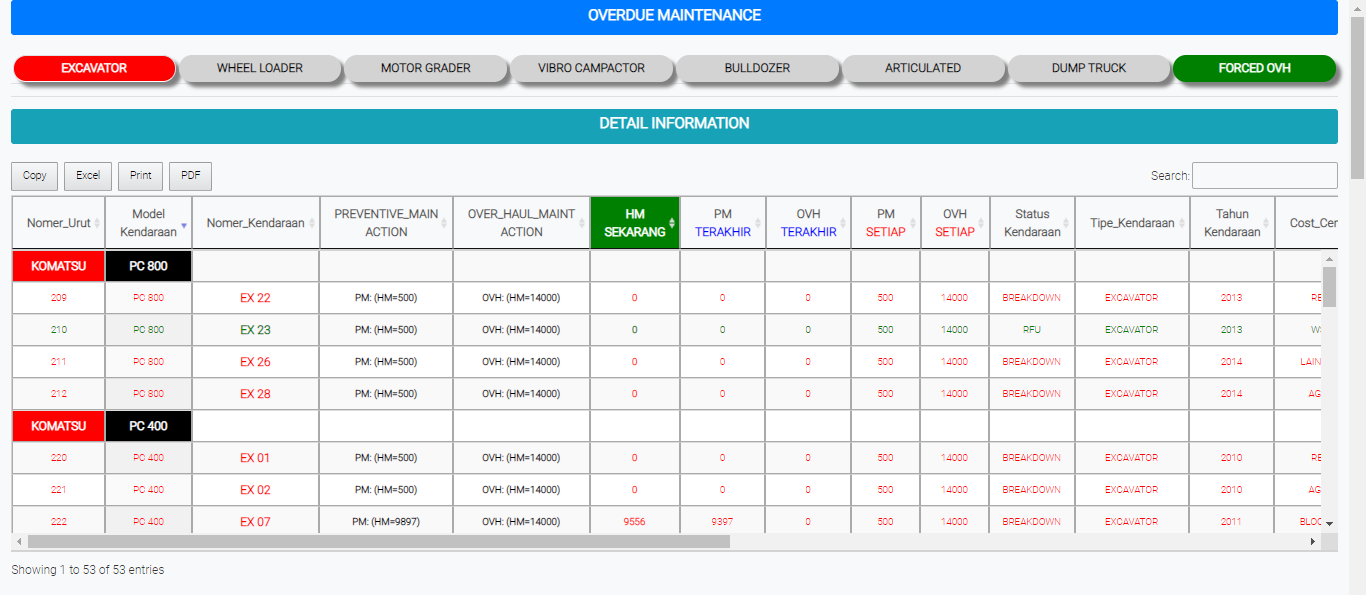 OVERDUE MAINTENANCE
EXCAVATOR WHEEL LOADER MOTOR GRADER VIBRO CAMPACTOR BULLDOZER ARTICULATED DUMP TRUCK FORCED OVH
DETAIL INFORMATION
Copy Excel Print PDF Search:
Nomer_Urut Model Kendaraan Nomer_Kendaraan PREVENTIVE_MAIN ACTION OVER_HAUL_MAINT ACTION HM SEKARANG PM TERAKHIR OVH TERAKHIR PM SETIAP OVH SETIAP Status Kendaraan Tipe_Kendaraan Tahun Kendaraan Cost_Cen
KOMATSU PC 800
209 PC 800 EX 22 PM: (HM=500) OVH: (HM=14000) 0 0 0 500 14000 BREAKDOWN EXCAVATOR 2013 RE
210 PC 800 EX 23 PM: (HM=500) OVH: (HM=14000) 0 0 0 500 14000 RFU EXCAVATOR 2013
211 PC 800 EX 26 PM: (HM=500) OVH: (HM=14000) 0 0 0 500 14000 BREAKDOWN EXCAVATOR 2014 LAIN
212 PC 800 EX 28 PM: (HM=500) OVH: (HM=14000) 0 0 0 500 14000 BREAKDOWN EXCAVATOR 2014 AG
KOMATSU PC 400
220 PC 400 EX 01 PM: (HM=500) OVH: (HM=14000) 0 0 0 500 14000 BREAKDOWN EXCAVATOR 2010 RE
221 PC 400 EX 02 PM: (HM=500) OVH: (HM=14000) 0 0 0 500 14000 BREAKDOWN EXCAVATOR 2010 AG
222 PC 400 EX 07 PM: (HM=9897) OVH: (HM=14000) 9556 9397 0 500 14000 BREAKDOWN EXCAVATOR 2011 BLOC
Showing 1 to 53 of 53 entries